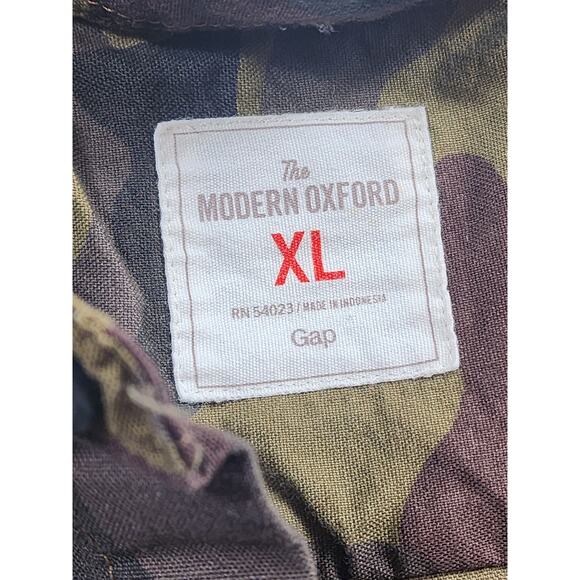 The
MODERN OXFORD
XL
RN 54023 / MADE IN INDONESIA
Gap